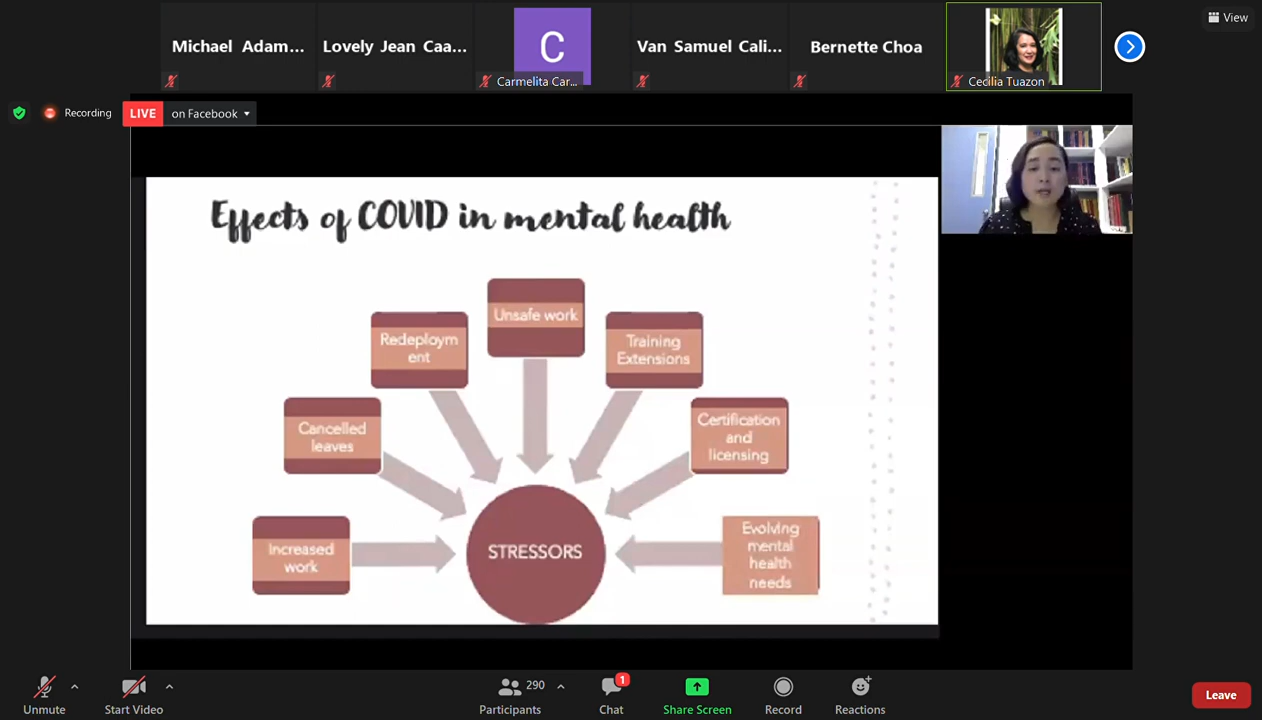 Michael Adam...
Lovely Jean Caa...
C
Carmelita Car...
Van Samuel Cali...
Bernette Choa
Cecilia Tuazon
View
Recording
LIVE
on Facebook
Effects of COVID in mental health
Unsafe work
Redeploym
ent
Training
Extensions
Cancelled
leaves
Certification
and
licensing
Increased
work
STRESSORS
Evolving
mental
health
needs
Unmute
Start Video
290
Participants
1
Chat
Share Screen
Record
Reactions
Leave